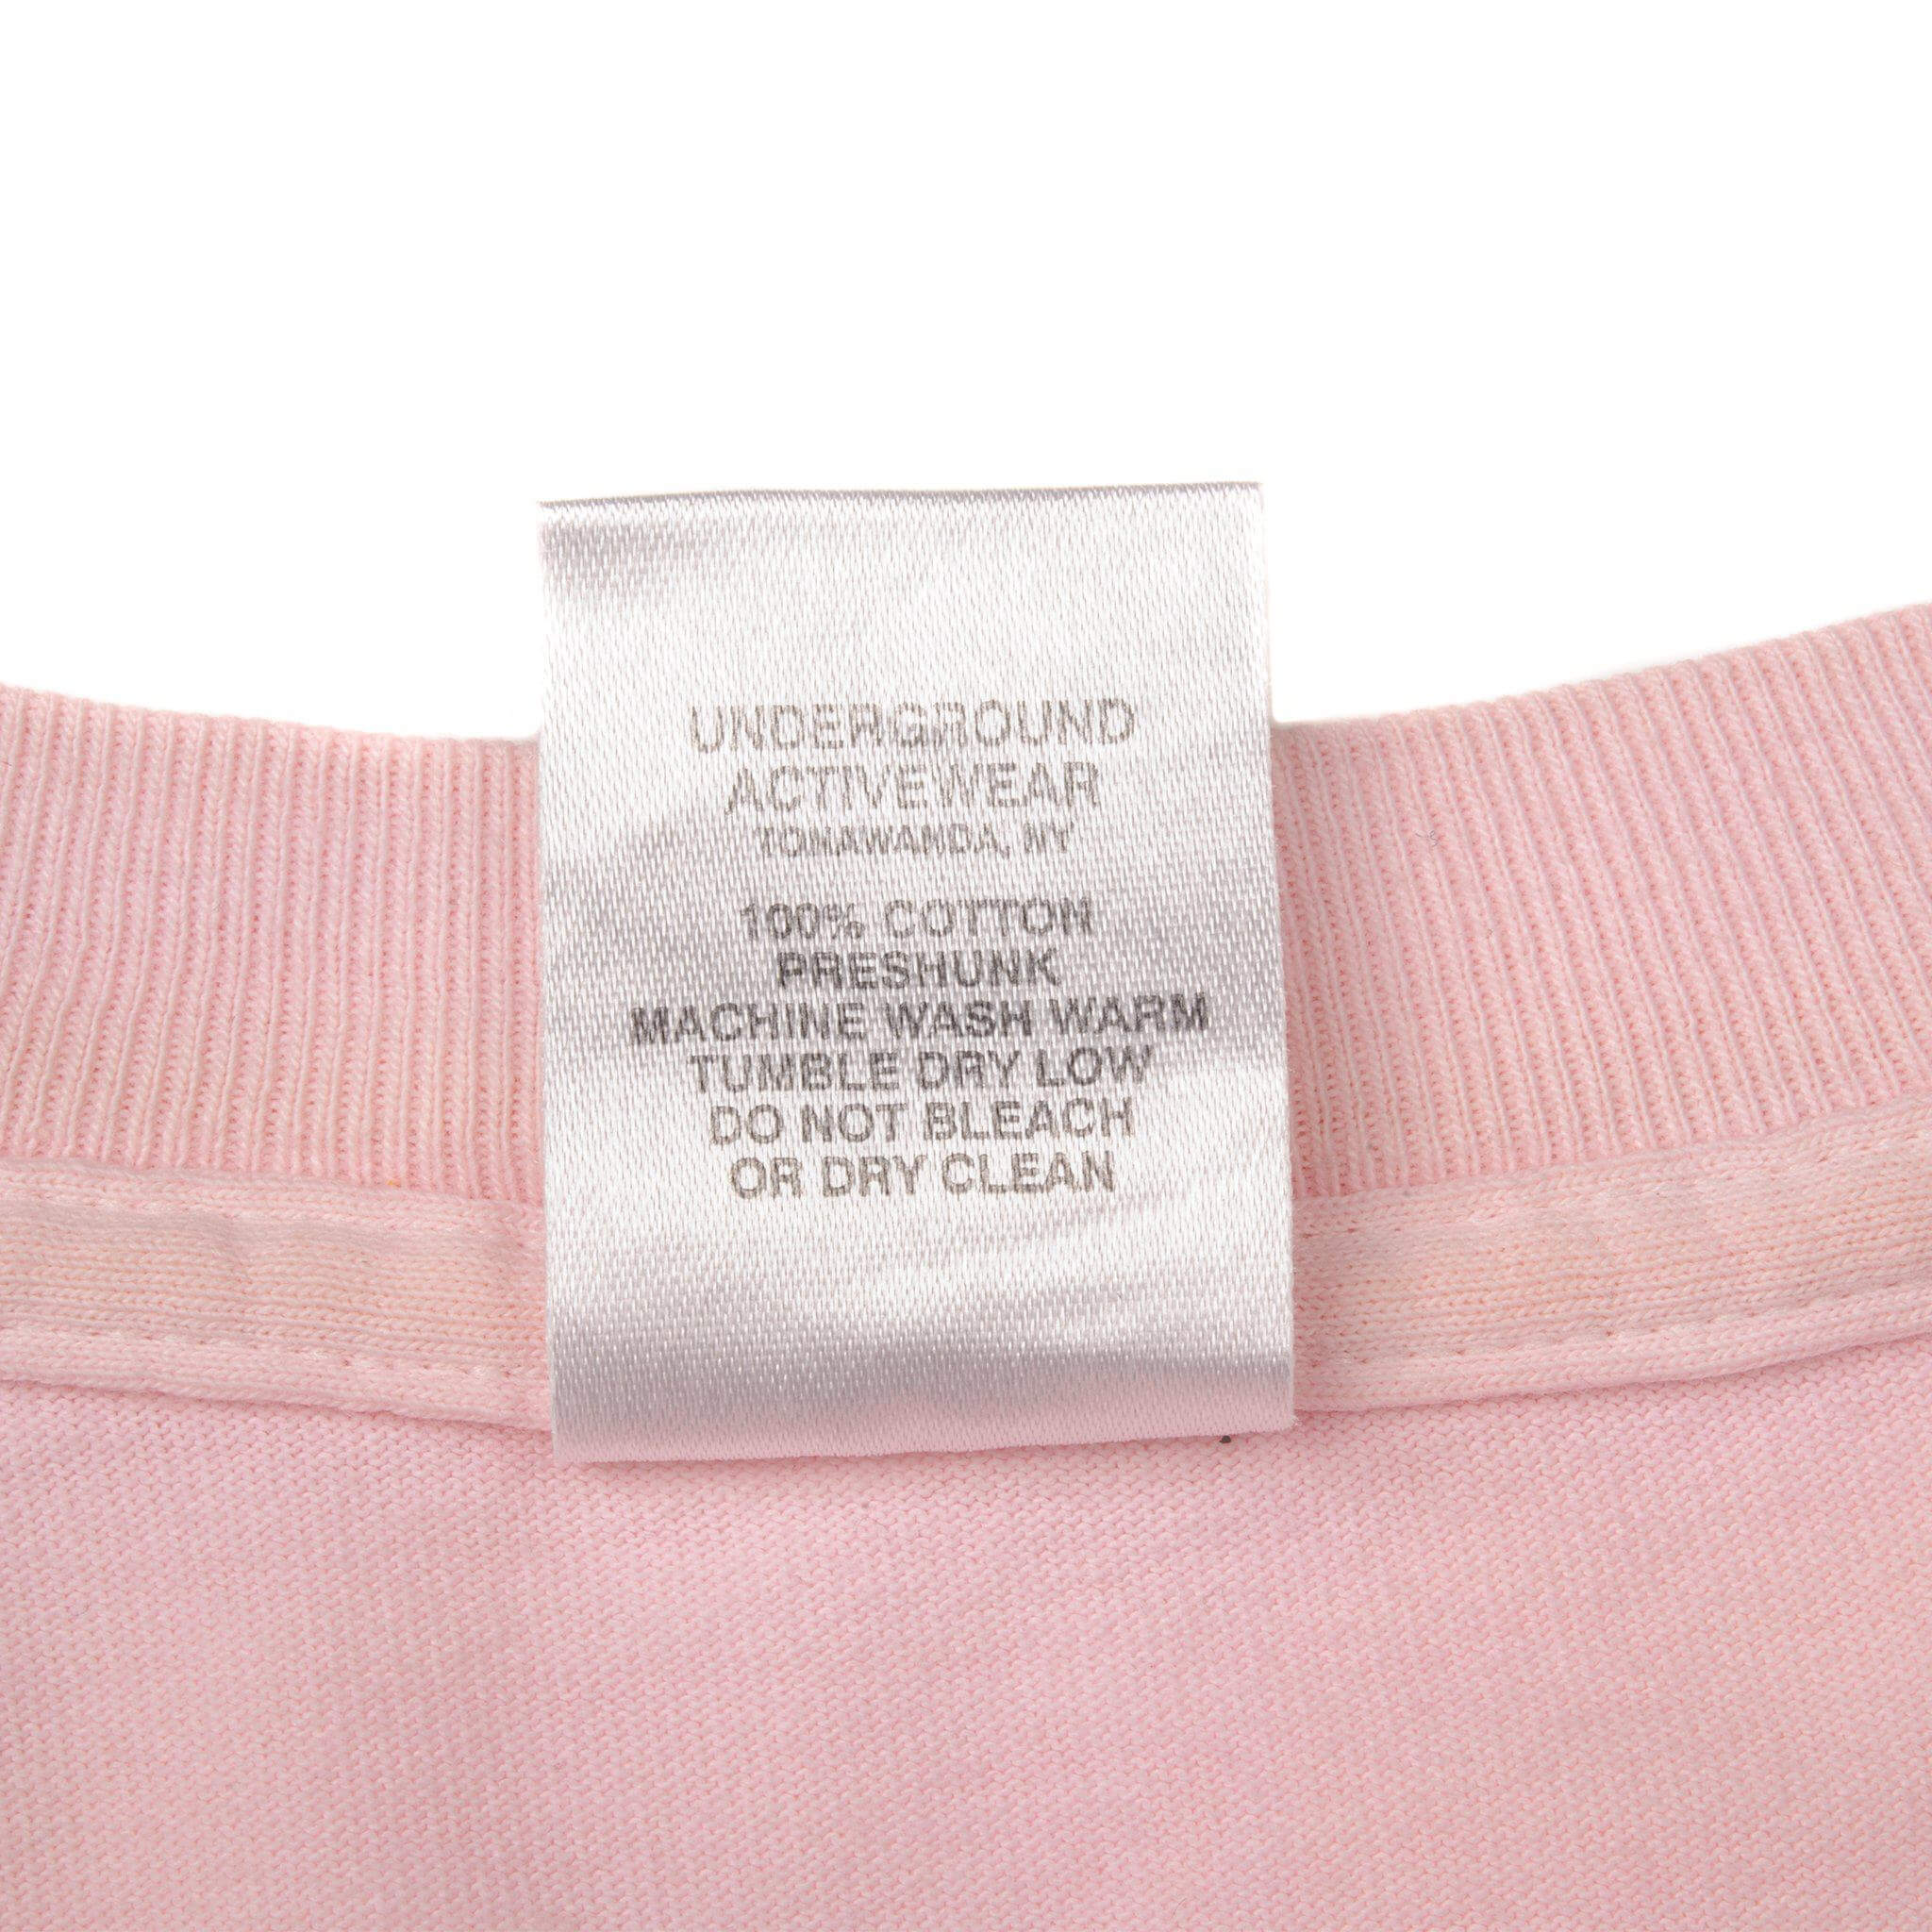 UNDERGROUND
ACTIVEWEAR
TONAWANDA, NY
100% COTTON
PRESHUNK
MACHINE WASH WARM
TUMBLE DRY LOW
DO NOT BLEACH
OR DRY CLEAN